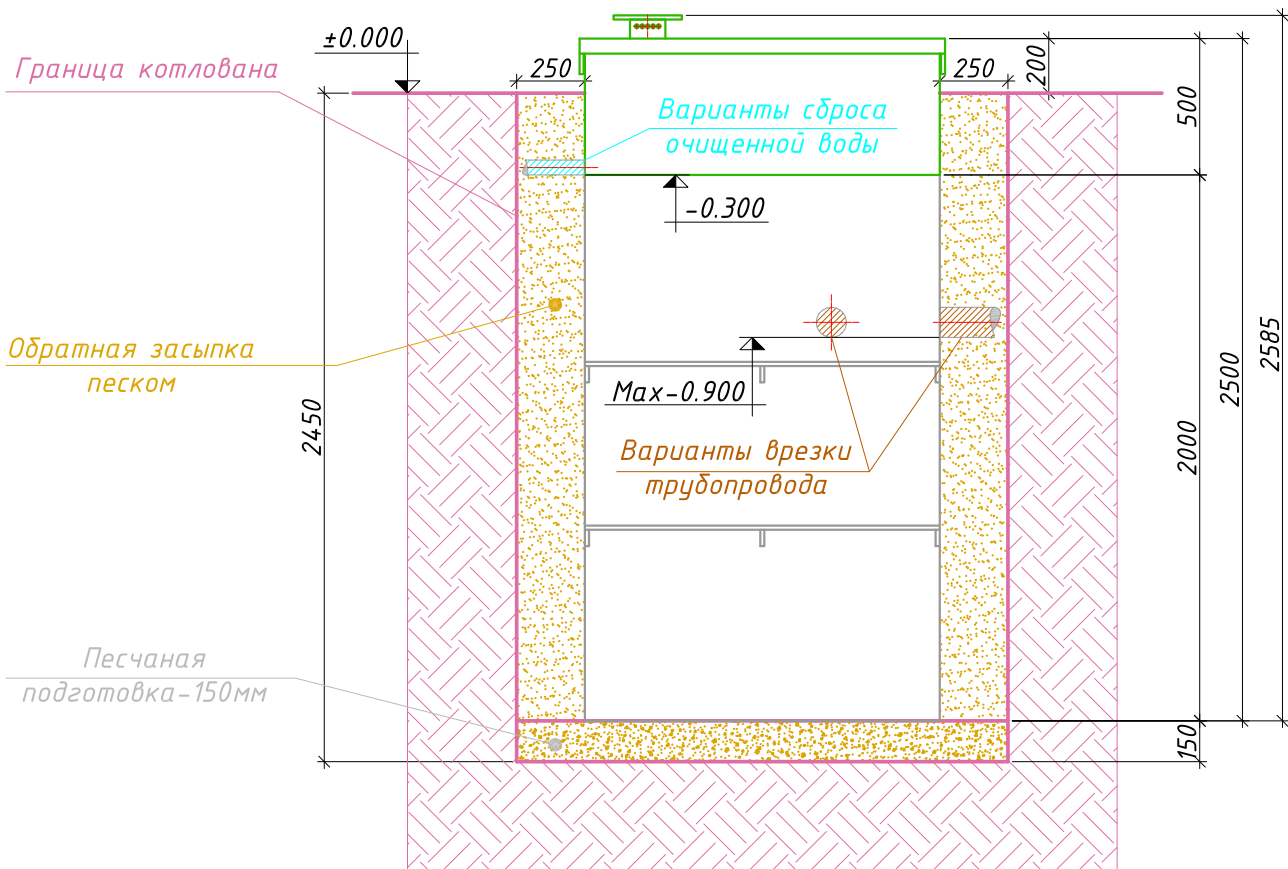 ±0.000
Граница котлована
250
250
200
500
Варианты сброса
очищенной воды
-0.300
Обратная засыпка
песком
2450
Max-0.900
Варианты врезки
трубопровода
2000
2500
2585
Песчаная
подготовка-150мм
150